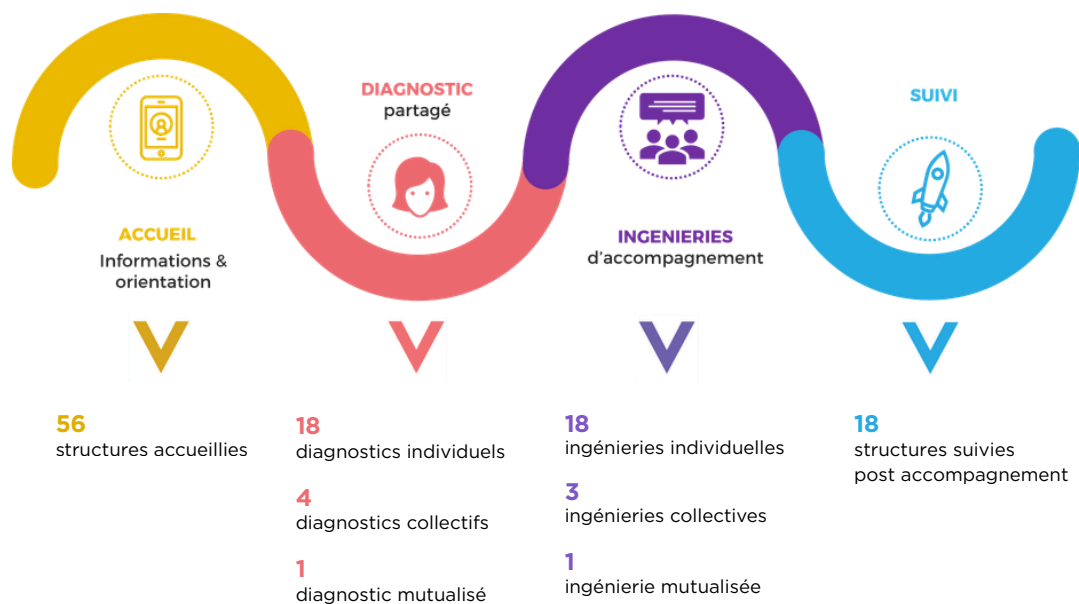 ACCUEIL
Informations &
orientation
DIAGNOSTIC
partagé
INGENIERIES
d'accompagnement
SUIVI
56
structures accueillies
18
diagnostics individuels
4
diagnostics collectifs
1
diagnostic mutualisé
18
ingénieries individuelles
3
ingénieries collectives
1
ingénierie mutualisée
18
structures suivies
post accompagnement